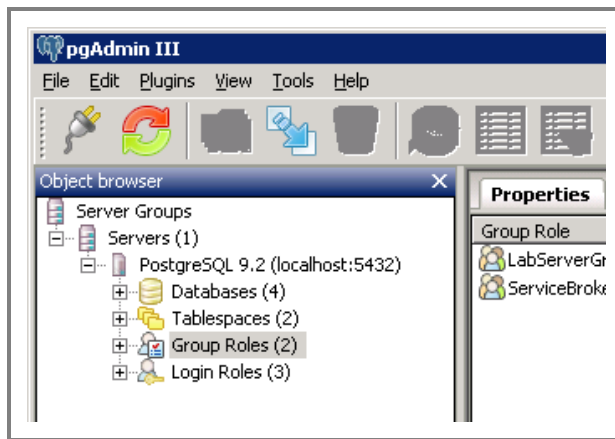 pgAdmin III
File Edit Plugins View Tools Help
Object browser
Server Groups
Servers (1)
PostgreSQL 9.2 (localhost:5432)
Databases (4)
Tablespaces (2)
Group Roles (2)
Login Roles (3)
Properties
Group Role
LabServerGr
ServiceBroke